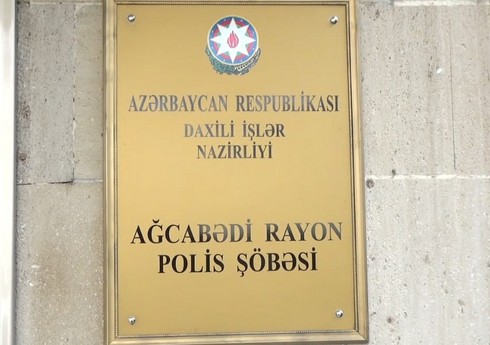 AZƏRBAYCAN RESPUBLİKASI
DAXİLİ İŞLƏR
NAZİRLİYİ
AĞCABƏDİ RAYON
POLİS ŞÖBƏSİ